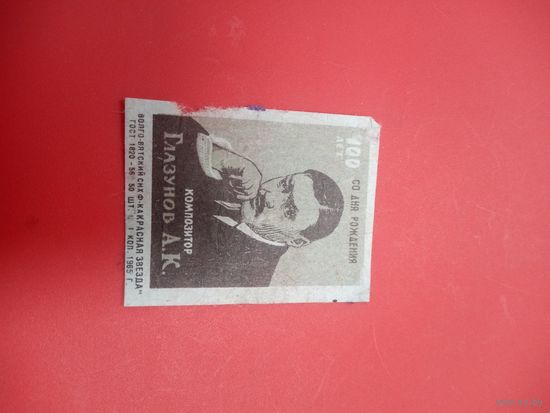 100
ЛЕТ
СО ДНЯ РОЖДЕНИЯ
КОМПОЗИТОР
ГЛАЗУНОВ А.К.
ВОЛГО-ВЯТСКИЙ СНХ Ф-КА "КРАСНАЯ ЗВЕЗДА"
ГОСТ 1820-56 50 ШТ. Ц. 1 КОП. 1965 Г.